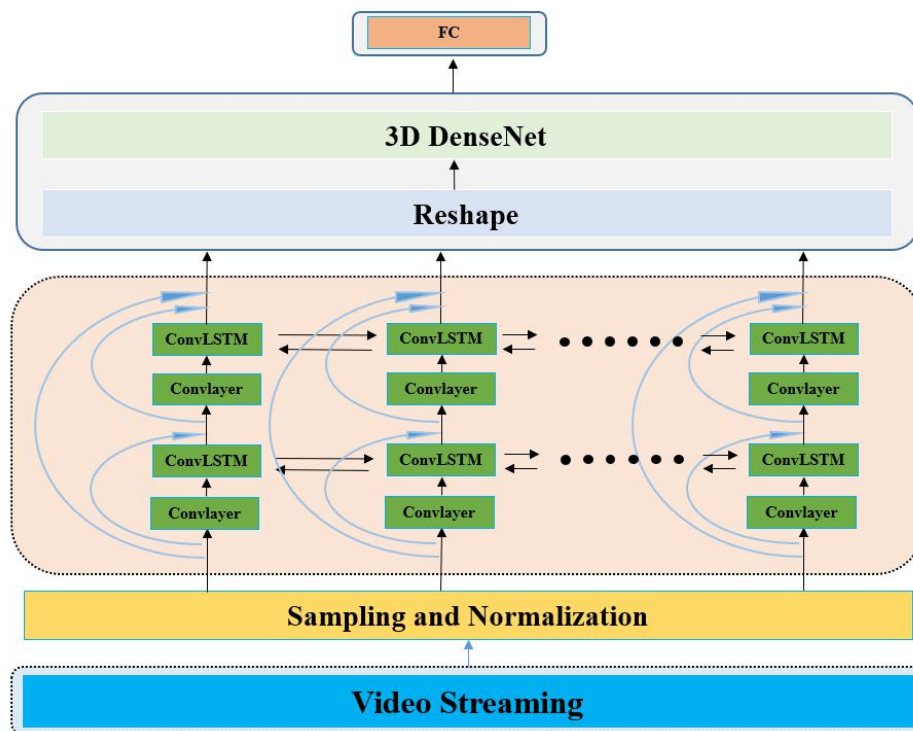 FC
3D DenseNet
Reshape
ConvLSTM ConvLSTM ConvLSTM
Convlayer Convlayer Convlayer
ConvLSTM ConvLSTM ConvLSTM
Convlayer Convlayer Convlayer
Sampling and Normalization
Video Streaming